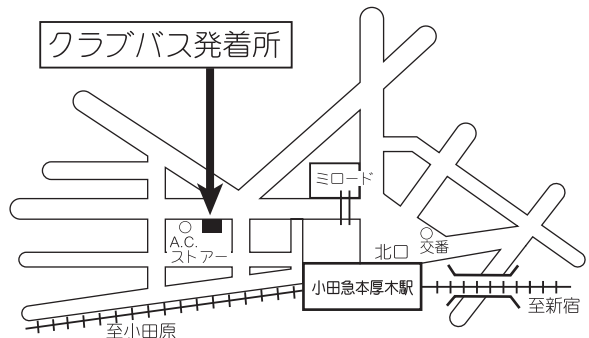 クラブバス発着所
ミロード
A.C.
ストアー
北口
交番
小田急本厚木駅
至新宿
至小田原